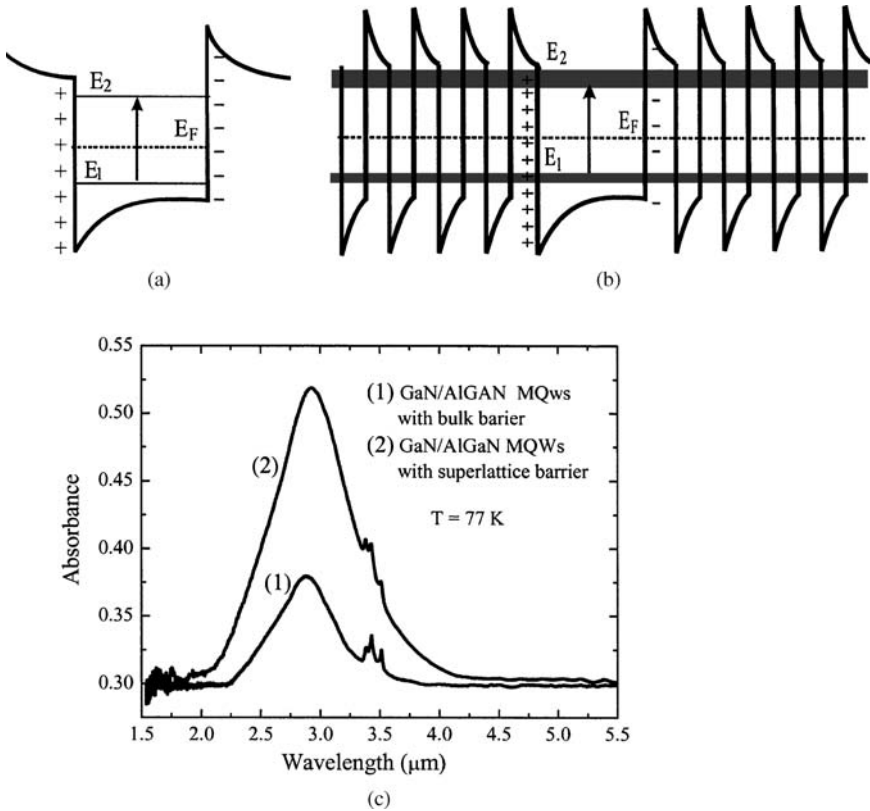 E2
EF
E1
(a)
E2
EF
E1
(b)
0.55
0.50
0.45
0.40
0.35
0.30
Absorbance
(1) GaN/AlGAN MQws
with bulk barier
(2) GaN/AlGaN MQWs
with superlattice barrier
T = 77 K
(2)
(1)
1.5 2.0 2.5 3.0 3.5 4.0 4.5 5.0 5.5
Wavelength (μm)
(c)